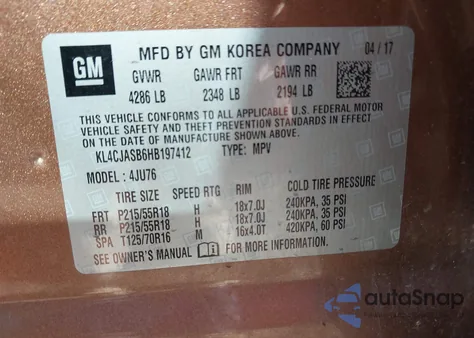 GM
MFD BY GM KOREA COMPANY 04 / 17
GVWR GAWR FRT GAWR RR
4286 LB 2348 LB 2194 LB
THIS VEHICLE CONFORMS TO ALL APPLICABLE U.S. FEDERAL MOTOR
VEHICLE SAFETY, BUMPER, AND THEFT PREVENTION STANDARDS IN EFFECT
ON THE DATE OF MANUFACTURE SHOWN ABOVE.
KL4CJASB6HB197412 TYPE: MPV
MODEL : 4JU76
TIRE SIZE SPEED RTG RIM COLD TIRE PRESSURE
FRT P215/55R18 H 18x7.0J 240KPA, 35 PSI
RR P215/55R18 H 18x7.0J 240KPA, 35 PSI
SPA T125/70R16 M 16x4.0T 420KPA, 60 PSI
SEE OWNER'S MANUAL FOR MORE INFORMATION.
autoSnap